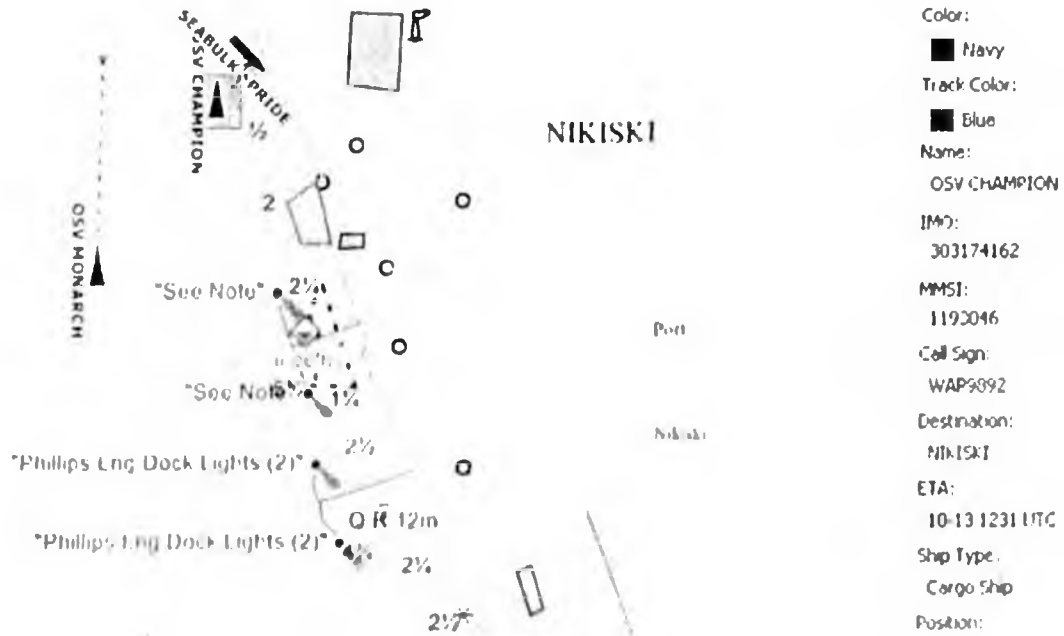 SEABULK PRIDE
OSV CHAMPION
1/2
OSV MONARCH
NIKISKI
2
"See Note" 2½
"See Note" 1¼
Port
Nikiski
2½
"Phillips Eng Dock Lights (2)"
Q R 12m
"Phillips Eng Dock Lights (2)"
2¼
2½
Color:
Navy
Track Color:
Blue
Name:
OSV CHAMPION
IMO:
303174162
MMSI:
1193046
Call Sign:
WAP9892
Destination:
NIKISKI
ETA:
10-13 1231 UTC
Ship Type:
Cargo Ship
Position: